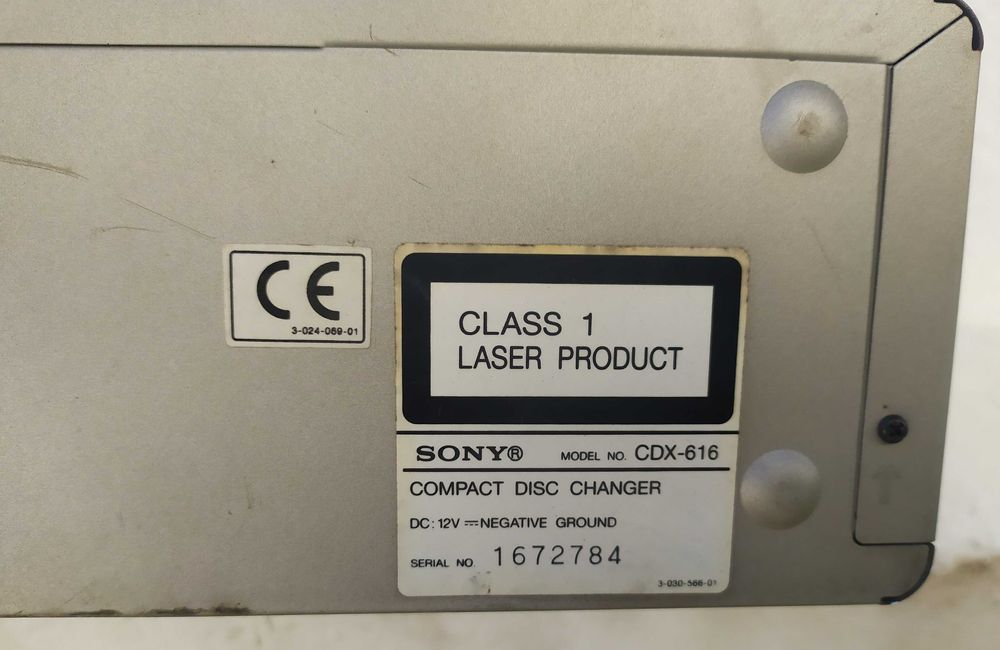 CE
3-024-069-01
CLASS 1
LASER PRODUCT
SONY® MODEL NO. CDX-616
COMPACT DISC CHANGER
DC: 12V ⎓ NEGATIVE GROUND
SERIAL NO. 1672784
3-030-566-01